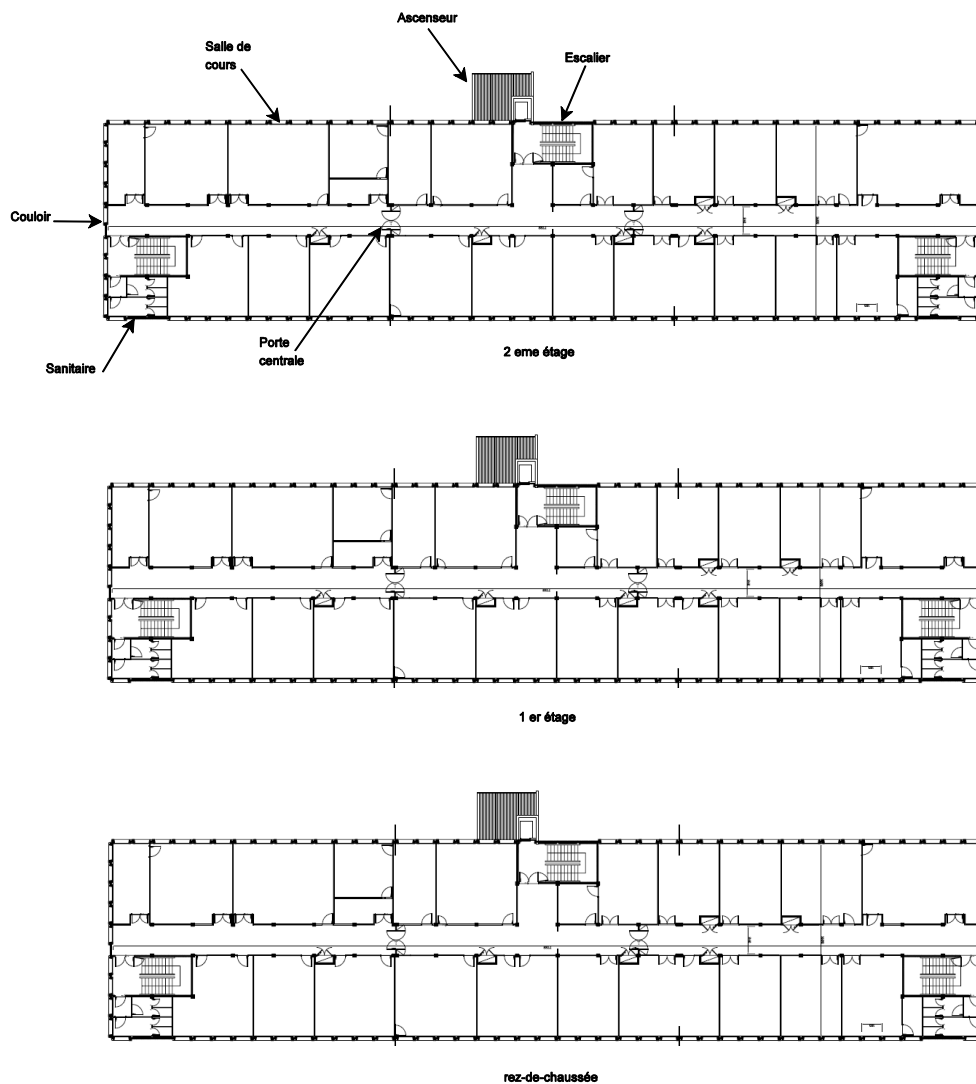 Ascenseur
Salle de
cours
Escalier
Couloir
Porte
centrale
Sanitaire
2 eme étage
1 er étage
rez-de-chaussée